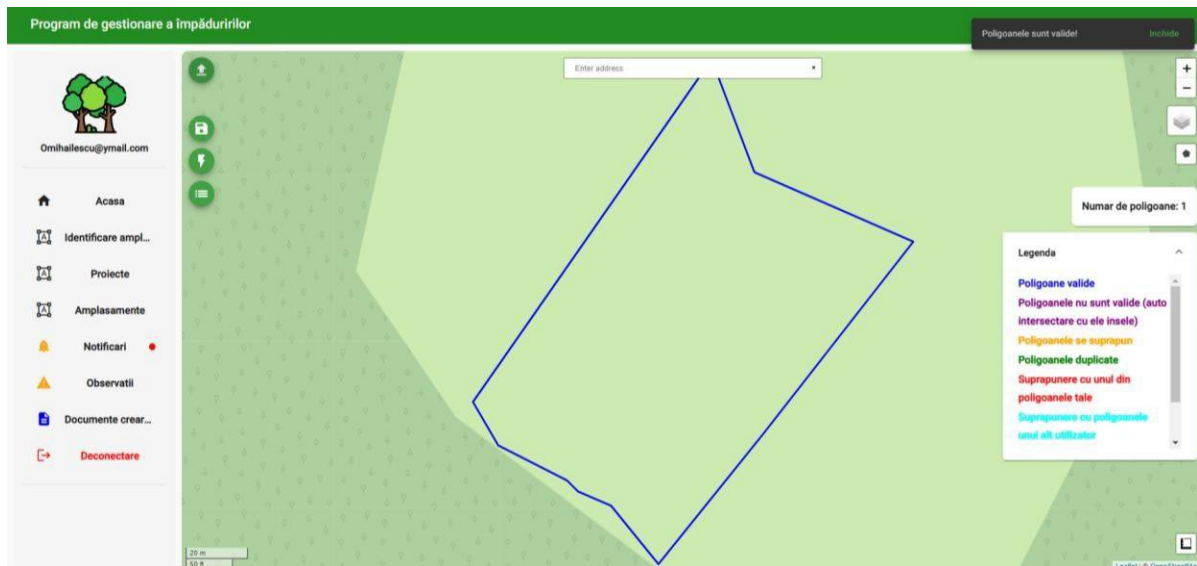 Program de gestionare a împăduririlor
Poligoanele sunt valide!
Inchide
Enter address
+
−
Omihailescu@ymail.com
Acasa
Identificare ampl...
Proiecte
Amplasamente
Notificari
Observatii
Documente crear...
Deconectare
Numar de poligoane: 1
Legenda
Poligoane valide
Poligoanele nu sunt valide (auto
intersectare cu ele insele)
Poligoanele se suprapun
Poligoanele duplicate
Suprapunere cu unul din
poligoanele tale
Suprapunere cu poligoanele
unui alt utilizator
20 m
50 ft